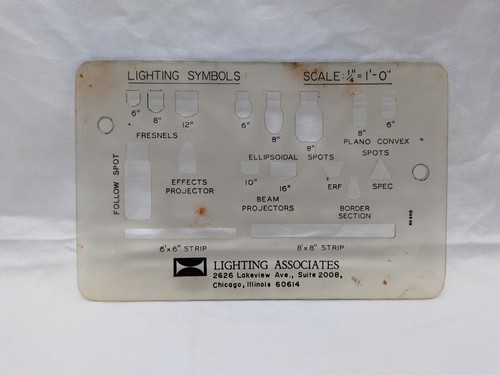 LIGHTING SYMBOLS SCALE: 1/4" = 1'-0"
6" 8" 12" 6" 8" 8" 8" 6"
FRESNELS ELLIPSOIDAL SPOTS PLANO CONVEX SPOTS
FOLLOW SPOT
EFFECTS PROJECTOR
10" 16"
BEAM PROJECTORS
ERF SPEC
BORDER SECTION
6'x6" STRIP 8'x8" STRIP
LIGHTING ASSOCIATES
2626 Lakeview Ave., Suite 2008,
Chicago, Illinois 60614